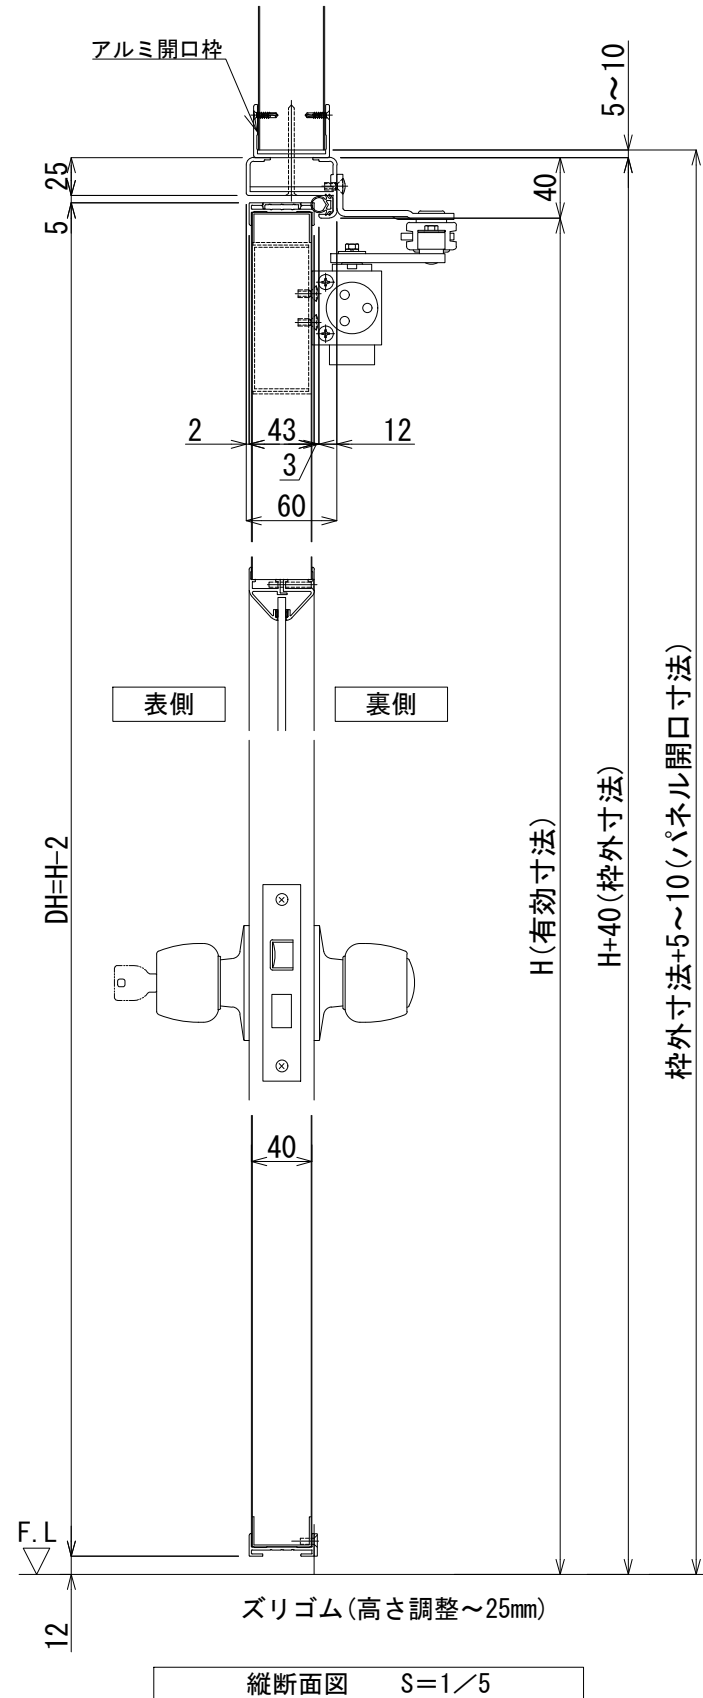 アルミ開口枠
5～10
25
5
40
2
43
12
3
60
表側
裏側
DH=H-2
H(有効寸法)
H+40(枠外寸法)
枠外寸法+5～10(パネル開口寸法)
40
F.L
12
ズリゴム(高さ調整～25mm)
縦断面図 S=1/5